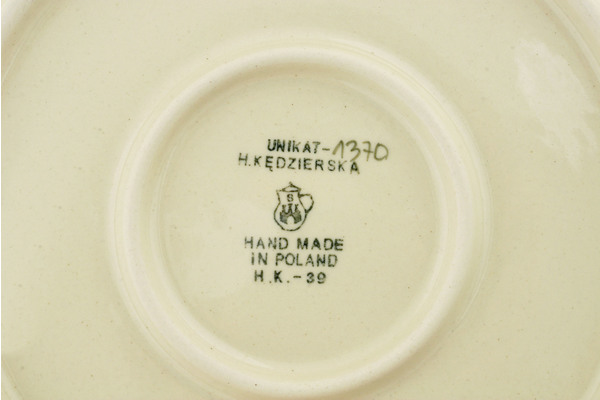 UNIKAT-1370
H.KĘDZIERSKA
S
HAND MADE
IN POLAND
H.K.-39